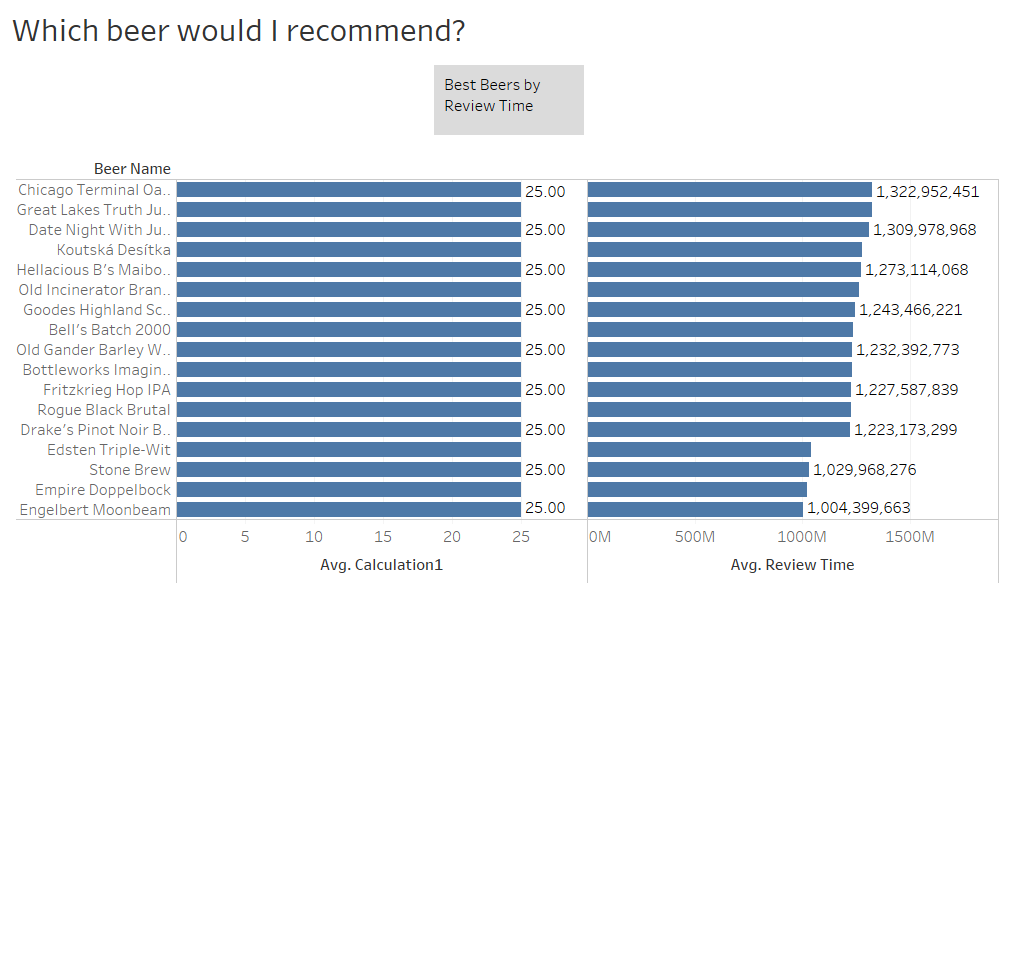 Which beer would I recommend?
Best Beers by
Review Time
Beer Name
Chicago Terminal Oa.. 25.00 1,322,952,451
Great Lakes Truth Ju..
Date Night With Ju.. 25.00 1,309,978,968
Koutská Desítka
Hellacious B's Maibo.. 25.00 1,273,114,068
Old Incinerator Bran..
Goodes Highland Sc.. 25.00 1,243,466,221
Bell's Batch 2000
Old Gander Barley W.. 25.00 1,232,392,773
Bottleworks Imagin..
Fritzkrieg Hop IPA 25.00 1,227,587,839
Rogue Black Brutal
Drake's Pinot Noir B.. 25.00 1,223,173,299
Edsten Triple-Wit
Stone Brew 25.00 1,029,968,276
Empire Doppelbock
Engelbert Moonbeam 25.00 1,004,399,663
0 5 10 15 20 25 0M 500M 1000M 1500M
Avg. Calculation1 Avg. Review Time